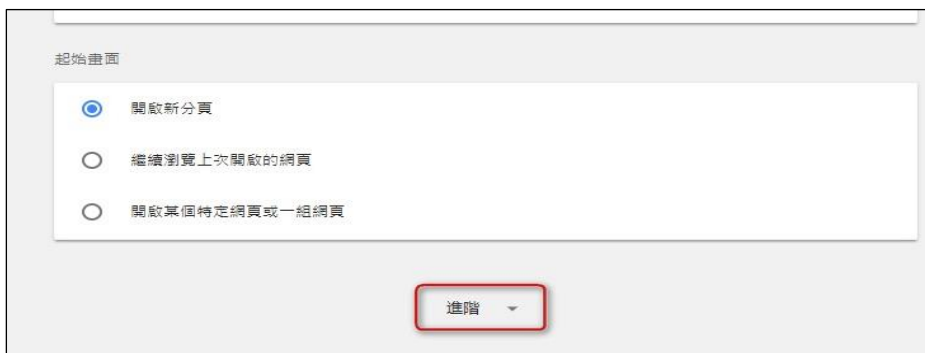 起始畫面
開啟新分頁
繼續瀏覽上次開啟的網頁
開啟某個特定網頁或一組網頁
進階